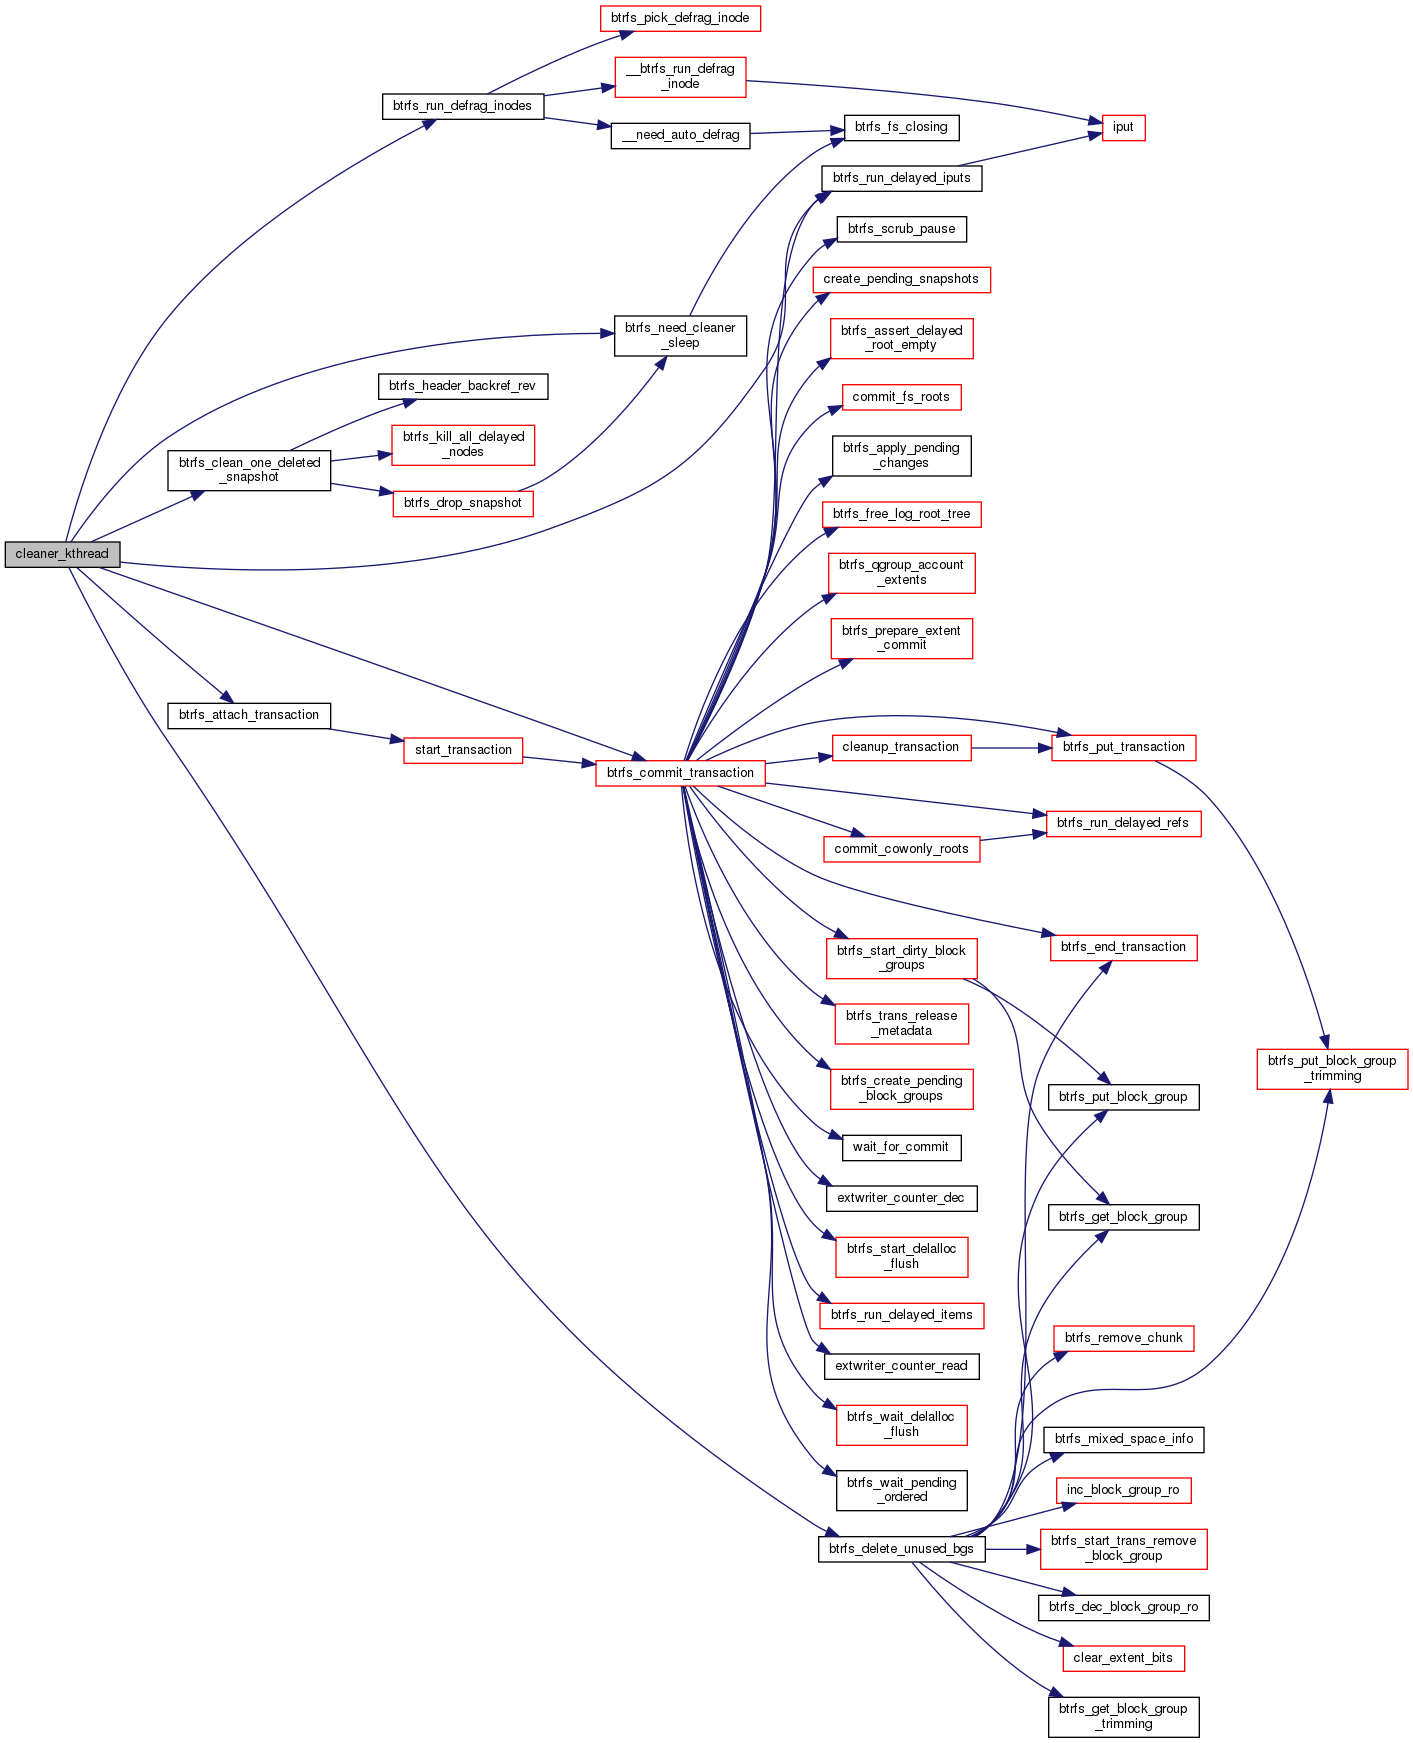 btrfs_pick_defrag_inode
__btrfs_run_defrag
_inode
btrfs_run_defrag_inodes
__need_auto_defrag
btrfs_fs_closing
iput
btrfs_run_delayed_iputs
btrfs_scrub_pause
create_pending_snapshots
btrfs_need_cleaner
_sleep
btrfs_assert_delayed
_root_empty
btrfs_header_backref_rev
commit_fs_roots
btrfs_kill_all_delayed
_nodes
btrfs_apply_pending
_changes
btrfs_clean_one_deleted
_snapshot
btrfs_drop_snapshot
btrfs_free_log_root_tree
cleaner_kthread
btrfs_qgroup_account
_extents
btrfs_prepare_extent
_commit
btrfs_attach_transaction
start_transaction
cleanup_transaction
btrfs_put_transaction
btrfs_commit_transaction
btrfs_run_delayed_refs
commit_cowonly_roots
btrfs_start_dirty_block
_groups
btrfs_end_transaction
btrfs_trans_release
_metadata
btrfs_put_block_group
_trimming
btrfs_create_pending
_block_groups
btrfs_put_block_group
wait_for_commit
extwriter_counter_dec
btrfs_get_block_group
btrfs_start_delalloc
_flush
btrfs_run_delayed_items
btrfs_remove_chunk
extwriter_counter_read
btrfs_wait_delalloc
_flush
btrfs_mixed_space_info
btrfs_wait_pending
_ordered
inc_block_group_ro
btrfs_delete_unused_bgs
btrfs_start_trans_remove
_block_group
btrfs_dec_block_group_ro
clear_extent_bits
btrfs_get_block_group
_trimming